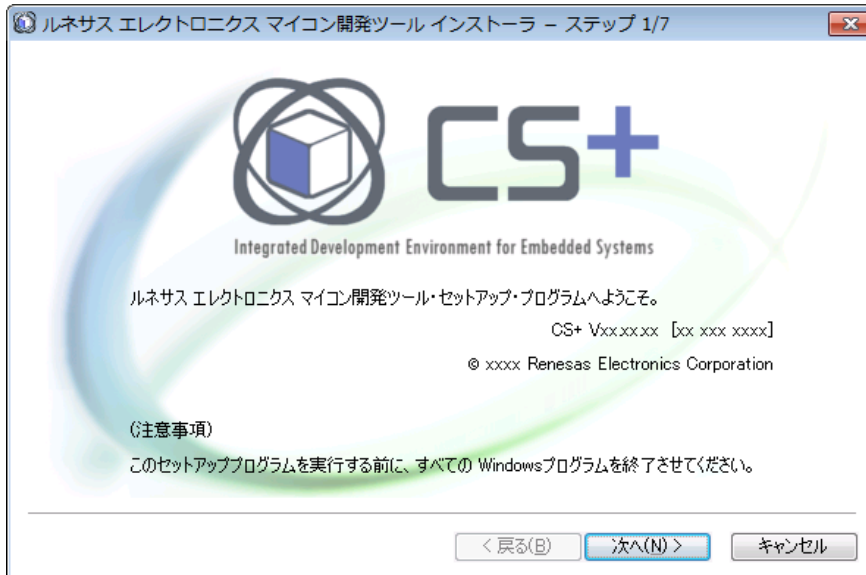 ルネサス エレクトロニクス マイコン開発ツール インストーラ － ステップ 1/7
CS+
Integrated Development Environment for Embedded Systems
ルネサス エレクトロニクス マイコン開発ツール・セットアップ・プログラムへようこそ。
CS+ Vxx.xx.xx [xx xxx xxxx]
© xxxx Renesas Electronics Corporation
(注意事項)
このセットアッププログラムを実行する前に、すべての Windowsプログラムを終了させてください。
< 戻る(B) 次へ(N) > キャンセル